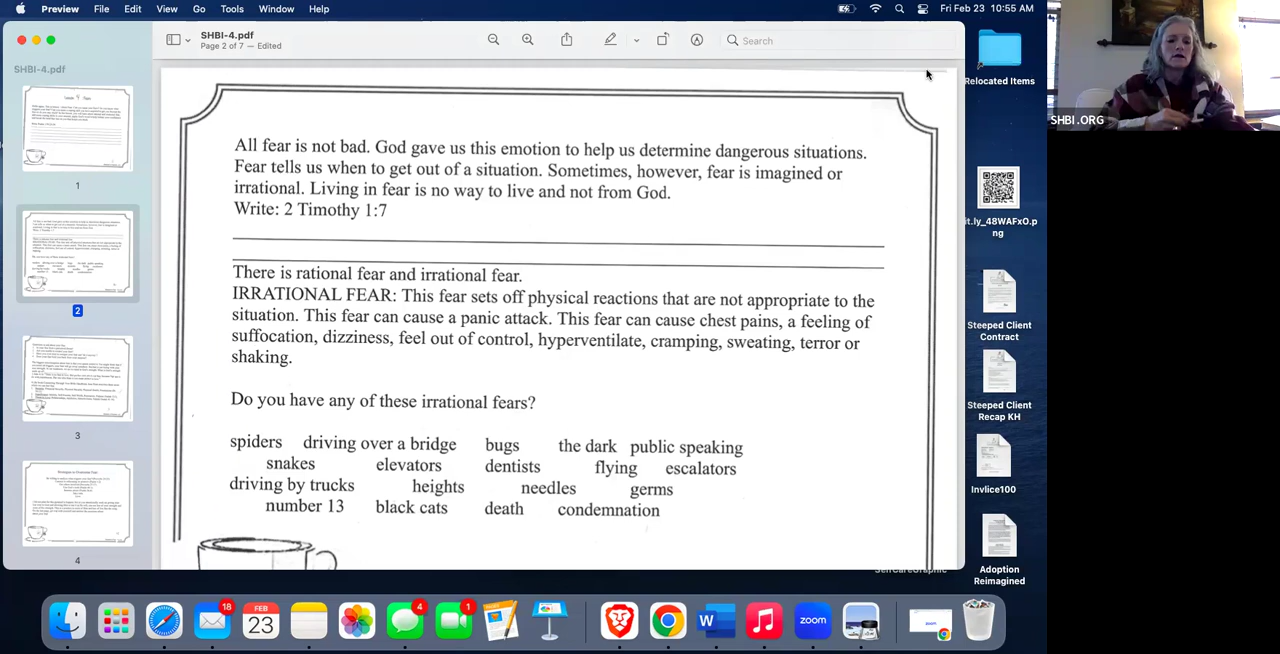 Preview File Edit View Go Tools Window Help Fri Feb 23 10:55 AM
SHBI-4.pdf
Page 2 of 7 — Edited
Search
SHBI-4.pdf
1
2
3
4
All fear is not bad. God gave us this emotion to help us determine dangerous situations.
Fear tells us when to get out of a situation. Sometimes, however, fear is imagined or
irrational. Living in fear is no way to live and not from God.
Write: 2 Timothy 1:7
There is rational fear and irrational fear.
IRRATIONAL FEAR: This fear sets off physical reactions that are not appropriate to the
situation. This fear can cause a panic attack. This fear can cause chest pains, a feeling of
suffocation, dizziness, feel out of control, hyperventilate, cramping, sweating, terror or
shaking.
Do you have any of these irrational fears?
spiders driving over a bridge bugs the dark public speaking
snakes elevators dentists flying escalators
driving by trucks heights needles germs
number 13 black cats death condemnation
Relocated Items
SHBI.ORG
it.ly_48WAFxO.p
ng
Steeped Client
Contract
Steeped Client
Recap KH
Invlice100
Adoption
Reimagined
18
FEB
23
4
1
W
zoom